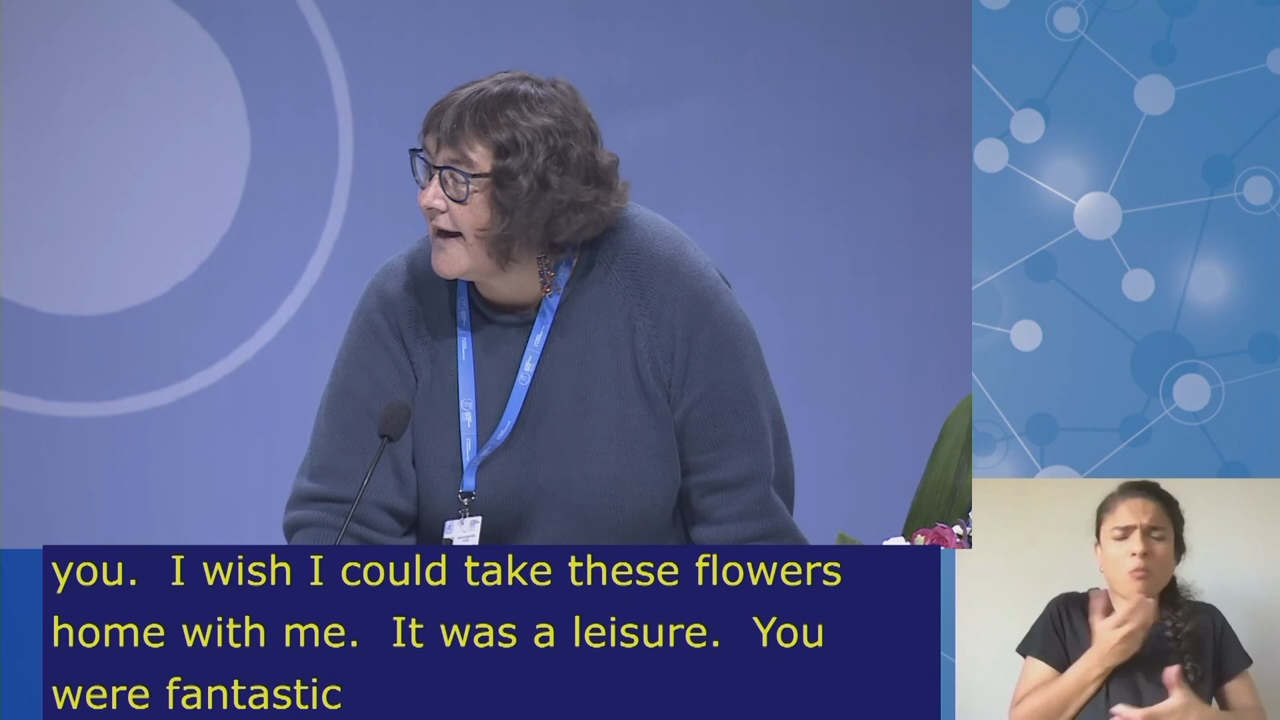 you.  I wish I could take these flowers
home with me.  It was a leisure.  You
were fantastic